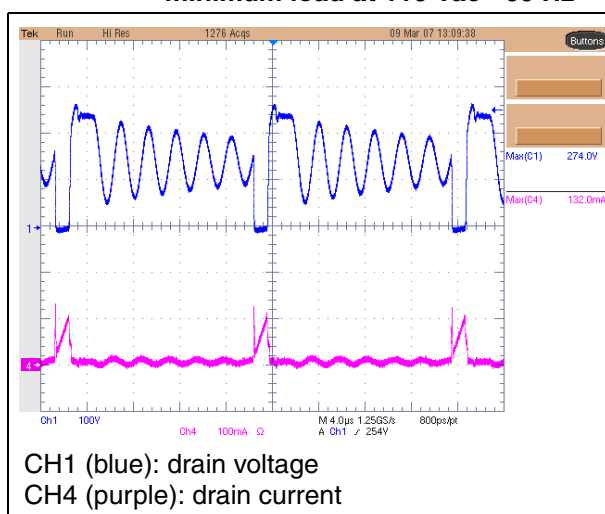 Tek Run Hi Res 1276 Acqs 09 Mar 07 13:09:38
Buttons
Max(C1) 274.0V
Max(C4) 132.0mA
1
4
Ch1 100V M 4.0µs 1.25GS/s 800ps/pt
Ch4 100mA Ω A Ch1 / 254V
CH1 (blue): drain voltage
CH4 (purple): drain current